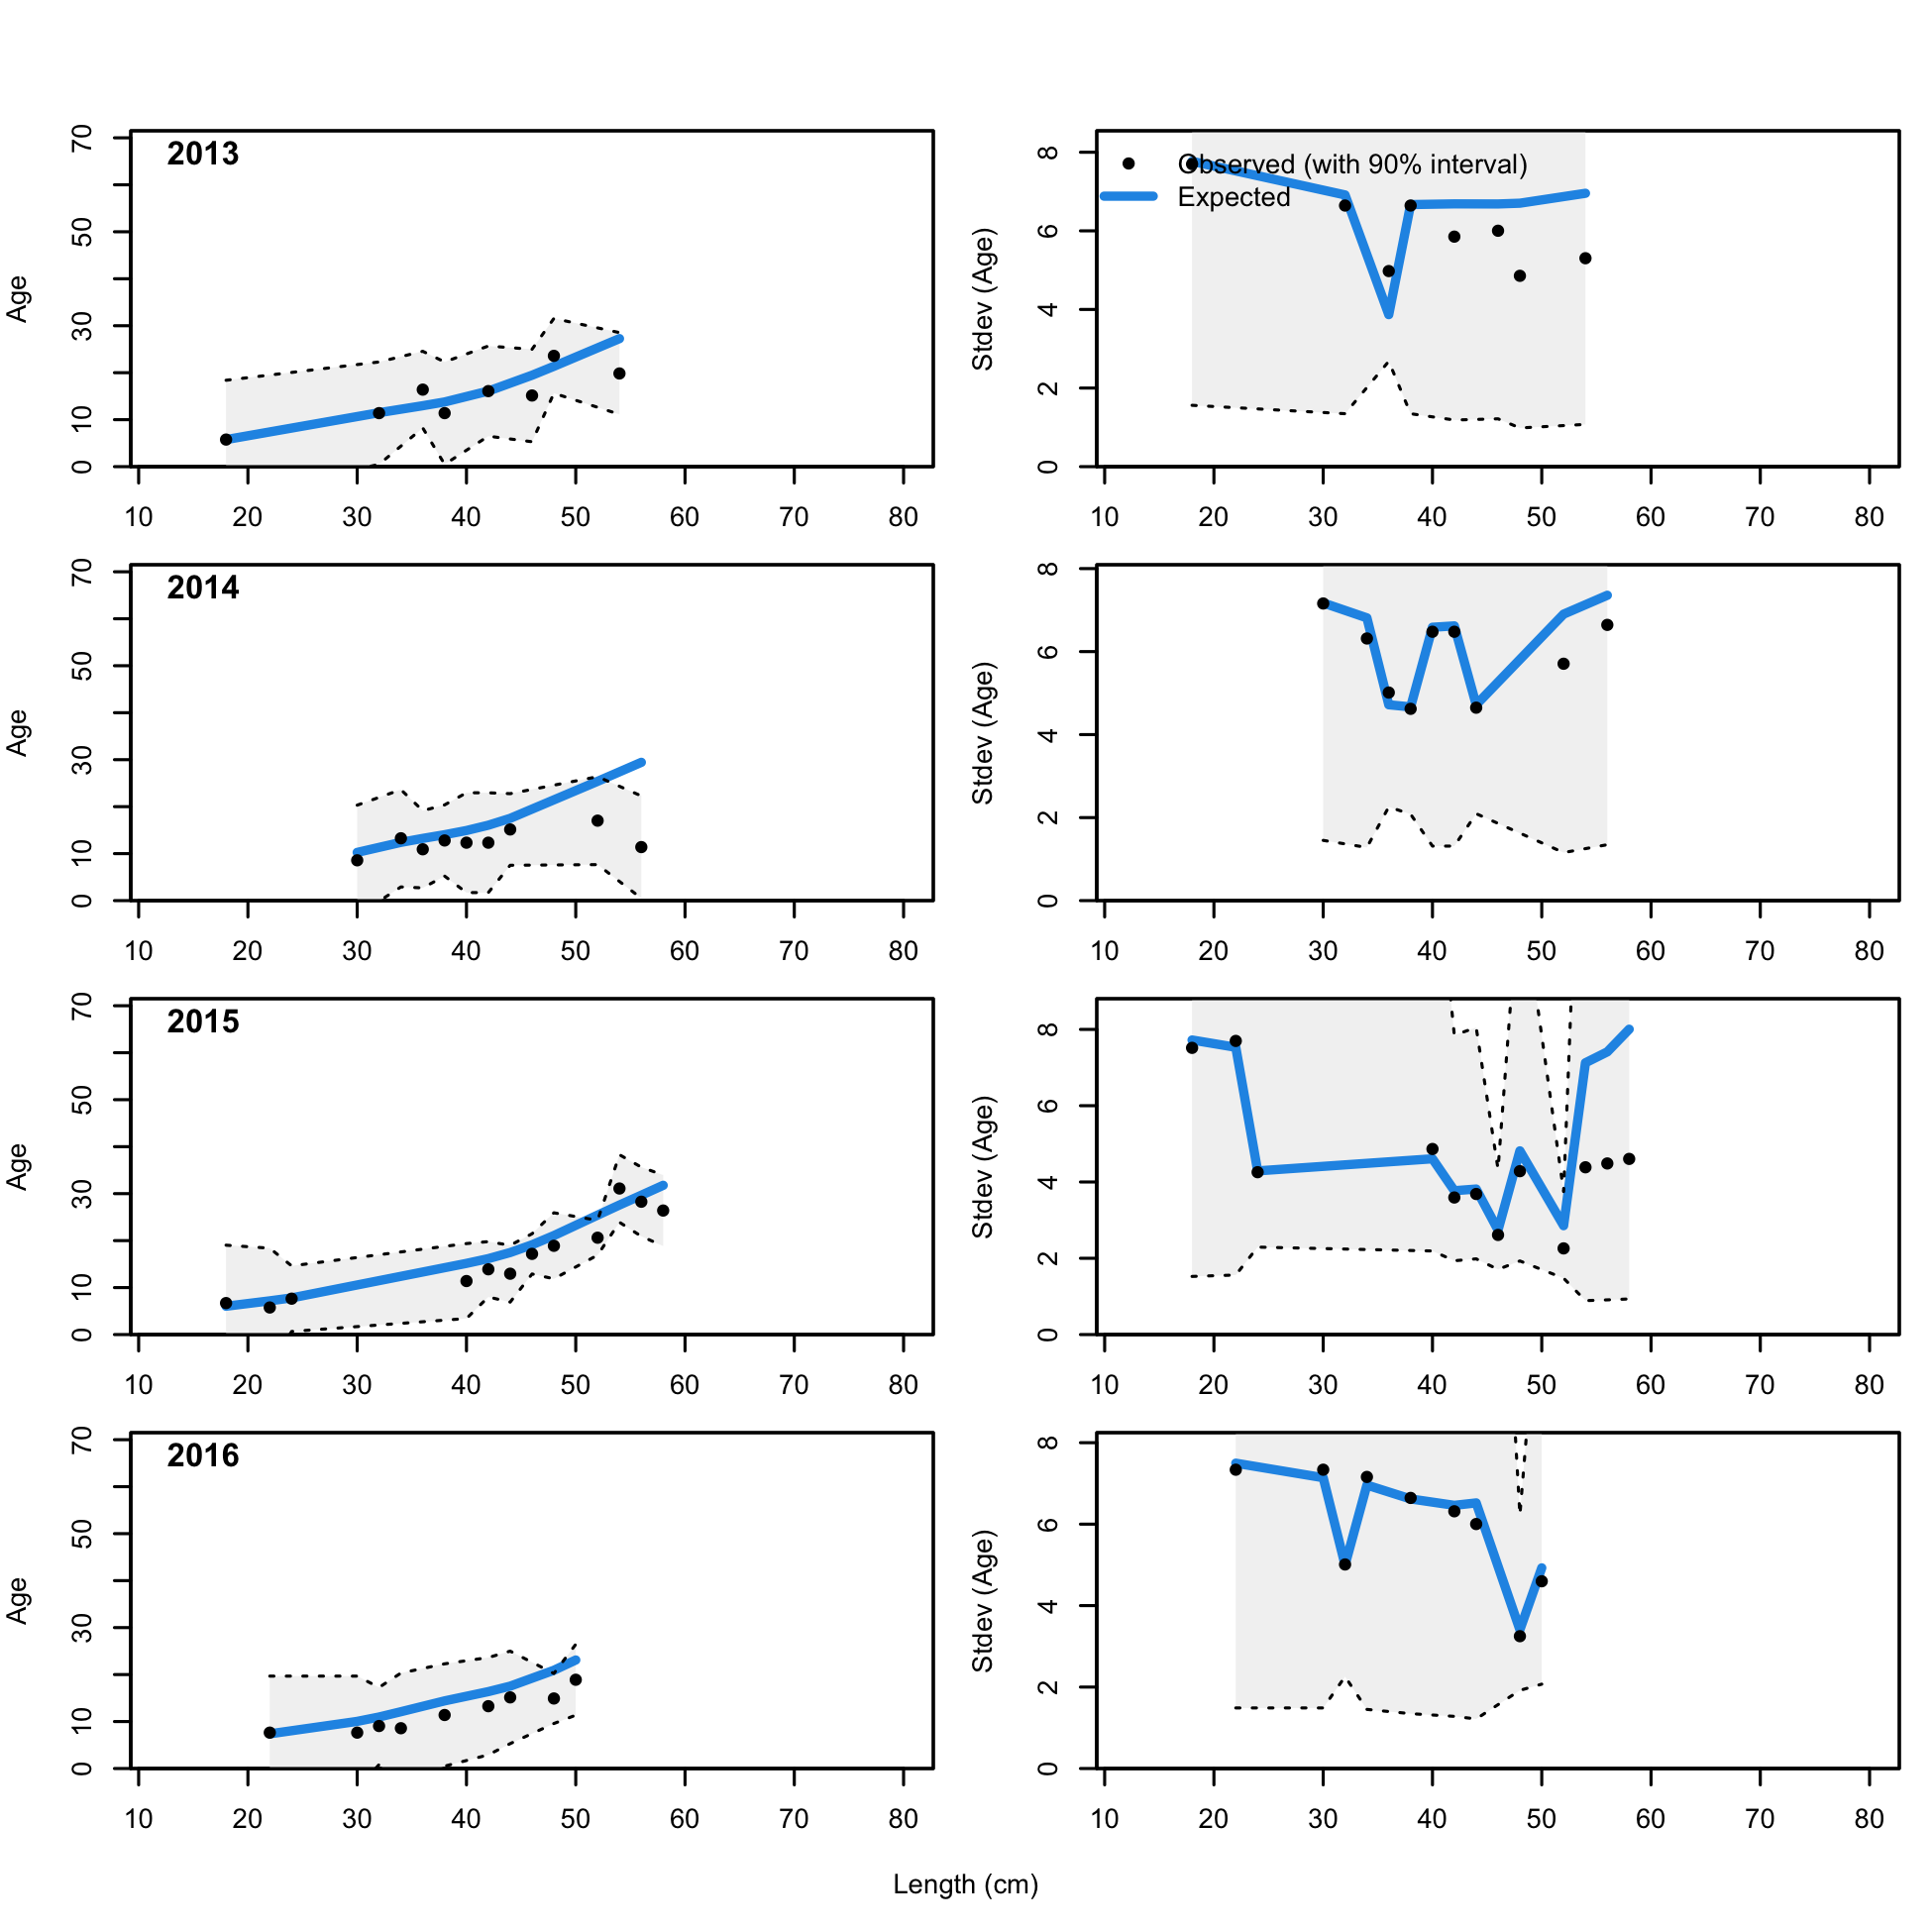 2013
Age
0 10 30 50 70
10 20 30 40 50 60 70 80
Observed (with 90% interval)
Expected
Stdev (Age)
0 2 4 6 8
10 20 30 40 50 60 70 80
2014
Age
0 10 30 50 70
10 20 30 40 50 60 70 80
Stdev (Age)
0 2 4 6 8
10 20 30 40 50 60 70 80
2015
Age
0 10 30 50 70
10 20 30 40 50 60 70 80
Stdev (Age)
0 2 4 6 8
10 20 30 40 50 60 70 80
2016
Age
0 10 30 50 70
10 20 30 40 50 60 70 80
Stdev (Age)
0 2 4 6 8
10 20 30 40 50 60 70 80
Length (cm)